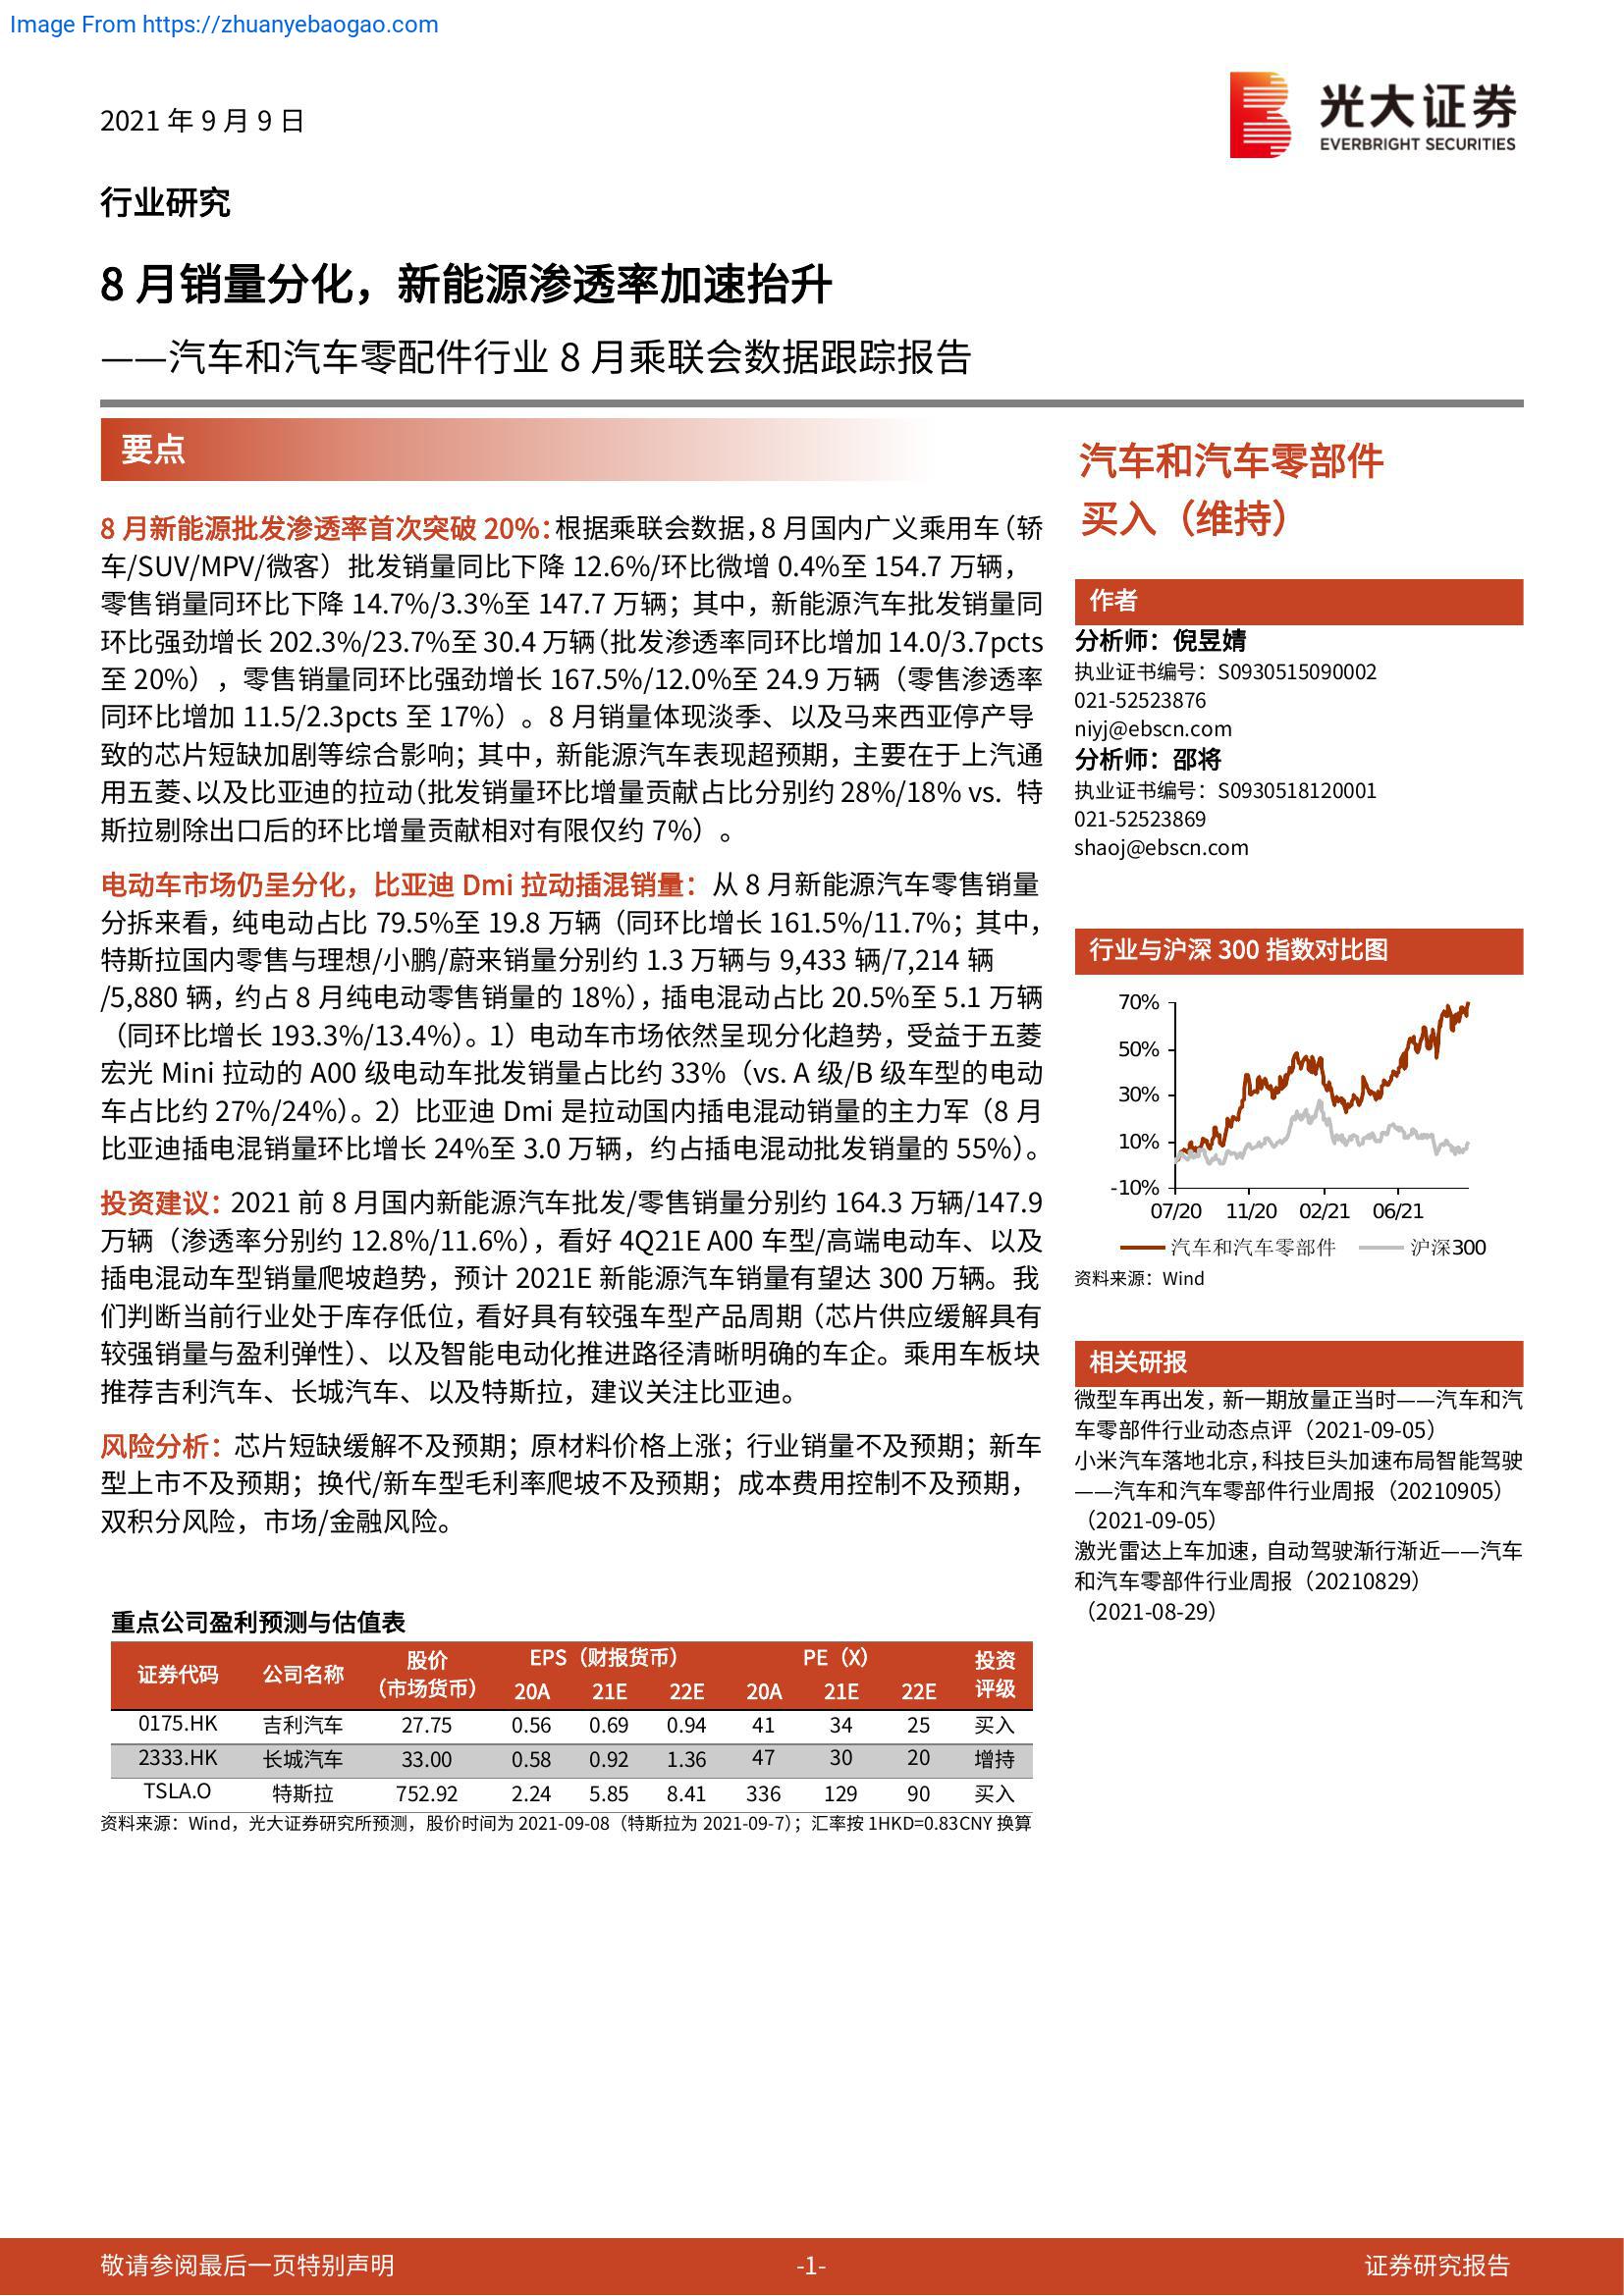 Image From https://zhuanyebaogao.com
2021 年 9 月 9 日
光大证券
EVERBRIGHT SECURITIES
行业研究
8 月销量分化，新能源渗透率加速抬升
——汽车和汽车零配件行业 8 月乘联会数据跟踪报告
要点
8 月新能源批发渗透率首次突破 20%：根据乘联会数据，8 月国内广义乘用车（轿
车/SUV/MPV/微客）批发销量同比下降 12.6%/环比微增 0.4%至 154.7 万辆，
零售销量同环比下降 14.7%/3.3%至 147.7 万辆；其中，新能源汽车批发销量同
环比强劲增长 202.3%/23.7%至 30.4 万辆（批发渗透率同环比增加 14.0/3.7pcts
至 20%），零售销量同环比强劲增长 167.5%/12.0%至 24.9 万辆（零售渗透率
同环比增加 11.5/2.3pcts 至 17%）。8 月销量体现淡季、以及马来西亚停产导
致的芯片短缺加剧等综合影响；其中，新能源汽车表现超预期，主要在于上汽通
用五菱、以及比亚迪的拉动（批发销量环比增量贡献占比分别约 28%/18% vs. 特
斯拉剔除出口后的环比增量贡献相对有限仅约 7%）。
电动车市场仍呈分化，比亚迪 Dmi 拉动插混销量：从 8 月新能源汽车零售销量
分拆来看，纯电动占比 79.5%至 19.8 万辆（同环比增长 161.5%/11.7%；其中，
特斯拉国内零售与理想/小鹏/蔚来销量分别约 1.3 万辆与 9,433 辆/7,214 辆
/5,880 辆，约占 8 月纯电动零售销量的 18%），插电混动占比 20.5%至 5.1 万辆
（同环比增长 193.3%/13.4%）。1）电动车市场依然呈现分化趋势，受益于五菱
宏光 Mini 拉动的 A00 级电动车批发销量占比约 33%（vs. A 级/B 级车型的电动
车占比约 27%/24%）。2）比亚迪 Dmi 是拉动国内插电混动销量的主力军（8 月
比亚迪插电混销量环比增长 24%至 3.0 万辆，约占插电混动批发销量的 55%）。
投资建议：2021 前 8 月国内新能源汽车批发/零售销量分别约 164.3 万辆/147.9
万辆（渗透率分别约 12.8%/11.6%），看好 4Q21E A00 车型/高端电动车、以及
插电混动车型销量爬坡趋势，预计 2021E 新能源汽车销量有望达 300 万辆。我
们判断当前行业处于库存低位，看好具有较强车型产品周期（芯片供应缓解具有
较强销量与盈利弹性）、以及智能电动化推进路径清晰明确的车企。乘用车板块
推荐吉利汽车、长城汽车、以及特斯拉，建议关注比亚迪。
风险分析：芯片短缺缓解不及预期；原材料价格上涨；行业销量不及预期；新车
型上市不及预期；换代/新车型毛利率爬坡不及预期；成本费用控制不及预期，
双积分风险，市场/金融风险。
重点公司盈利预测与估值表
证券代码 公司名称 股价（市场货币） EPS（财报货币） PE（X） 投资评级
20A 21E 22E 20A 21E 22E
0175.HK 吉利汽车 27.75 0.56 0.69 0.94 41 34 25 买入
2333.HK 长城汽车 33.00 0.58 0.92 1.36 47 30 20 增持
TSLA.O 特斯拉 752.92 2.24 5.85 8.41 336 129 90 买入
资料来源：Wind，光大证券研究所预测，股价时间为 2021-09-08（特斯拉为 2021-09-7）；汇率按 1HKD=0.83CNY 换算
汽车和汽车零部件
买入（维持）
作者
分析师：倪昱婧
执业证书编号：S0930515090002
021-52523876
niyj@ebscn.com
分析师：邵将
执业证书编号：S0930518120001
021-52523869
shaoj@ebscn.com
行业与沪深 300 指数对比图
70%
50%
30%
10%
-10%
07/20 11/20 02/21 06/21
汽车和汽车零部件 沪深300
资料来源：Wind
相关研报
微型车再出发，新一期放量正当时——汽车和汽
车零部件行业动态点评（2021-09-05）
小米汽车落地北京，科技巨头加速布局智能驾驶
——汽车和汽车零部件行业周报（20210905）
（2021-09-05）
激光雷达上车加速，自动驾驶渐行渐近——汽车
和汽车零部件行业周报（20210829）
（2021-08-29）
敬请参阅最后一页特别声明 -1- 证券研究报告